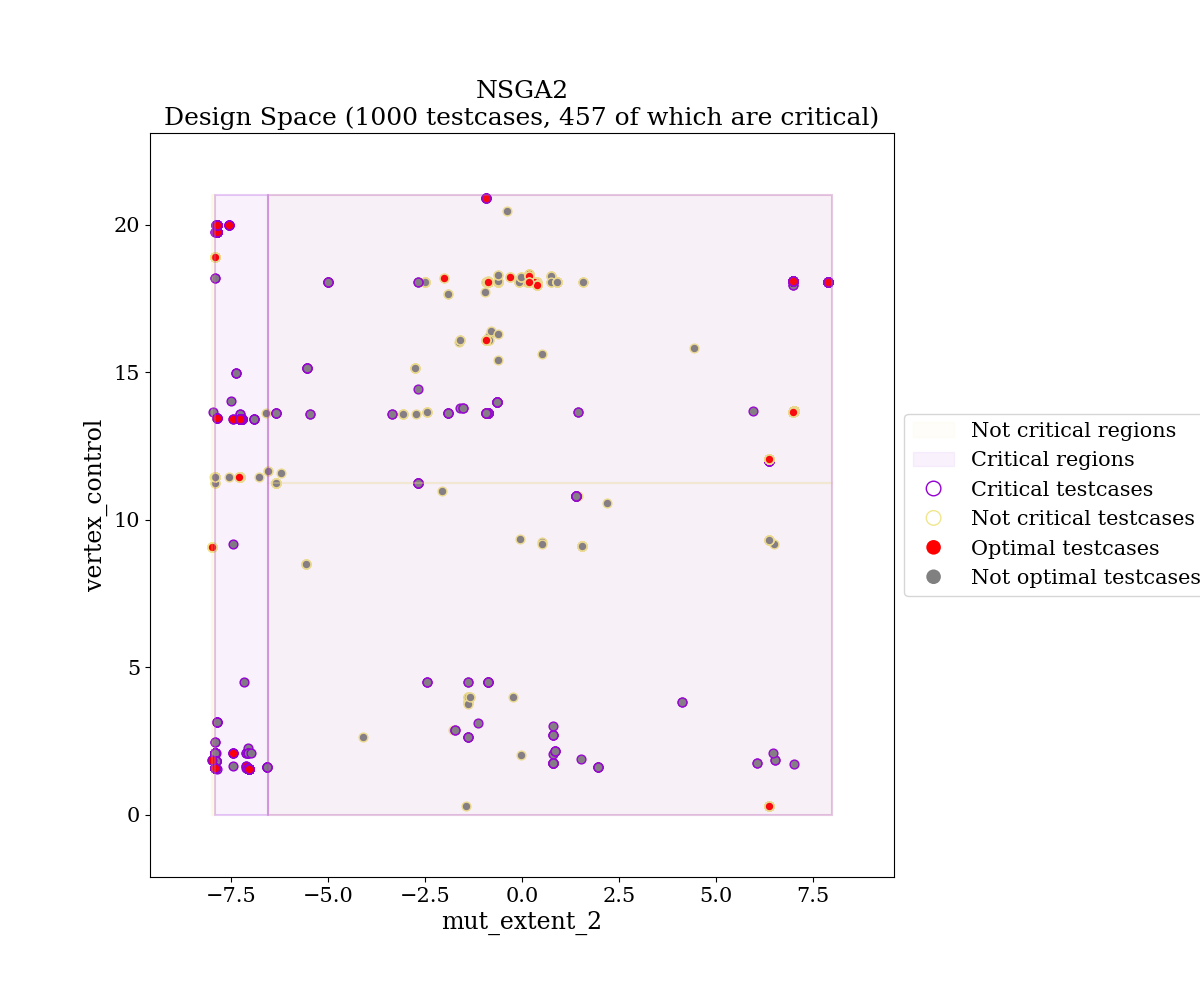 NSGA2
Design Space (1000 testcases, 457 of which are critical)
vertex_control
20
15
10
5
0
−7.5
−5.0
−2.5
0.0
2.5
5.0
7.5
mut_extent_2
Not critical regions
Critical regions
Critical testcases
Not critical testcases
Optimal testcases
Not optimal testcases